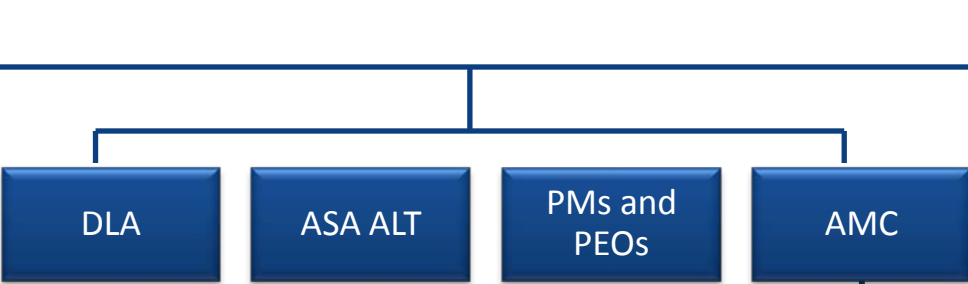 DLA
ASA ALT
PMs and
PEOs
AMC